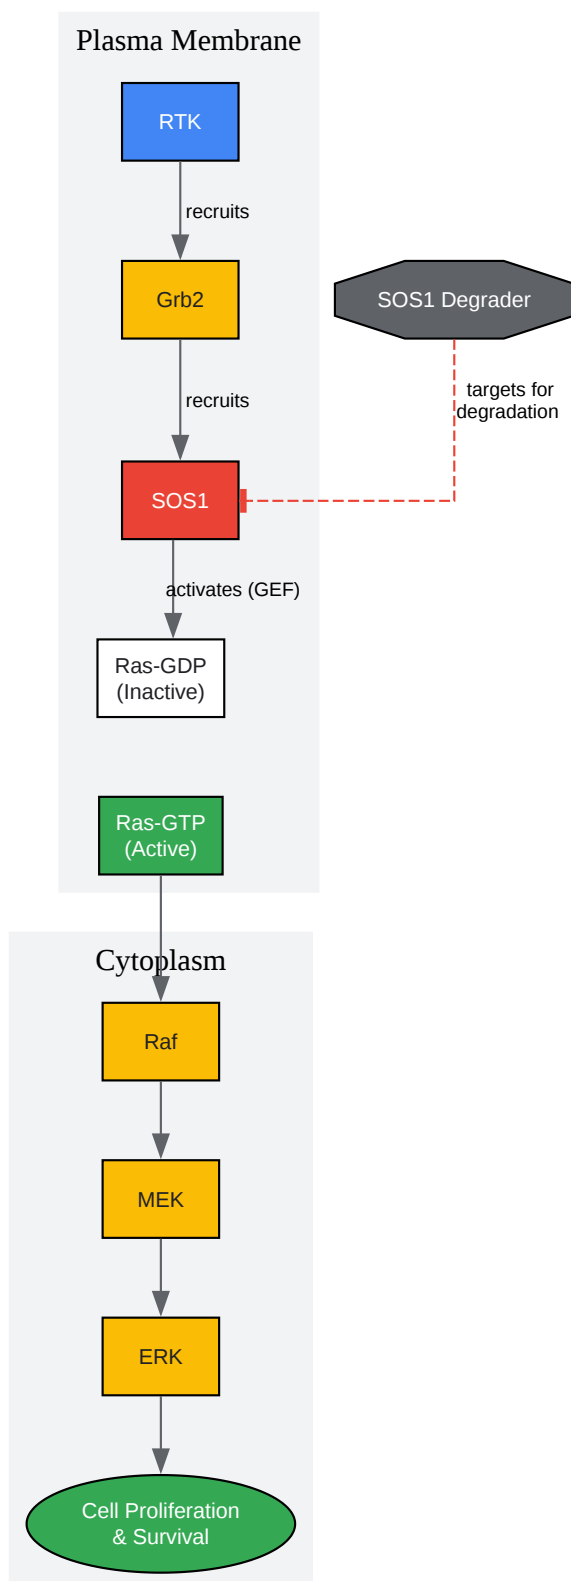 Plasma Membrane
RTK
recruits
Grb2
SOS1 Degrader
recruits
targets for
degradation
SOS1
activates (GEF)
Ras-GDP
(Inactive)
Ras-GTP
(Active)
Cytoplasm
Raf
MEK
ERK
Cell Proliferation
& Survival